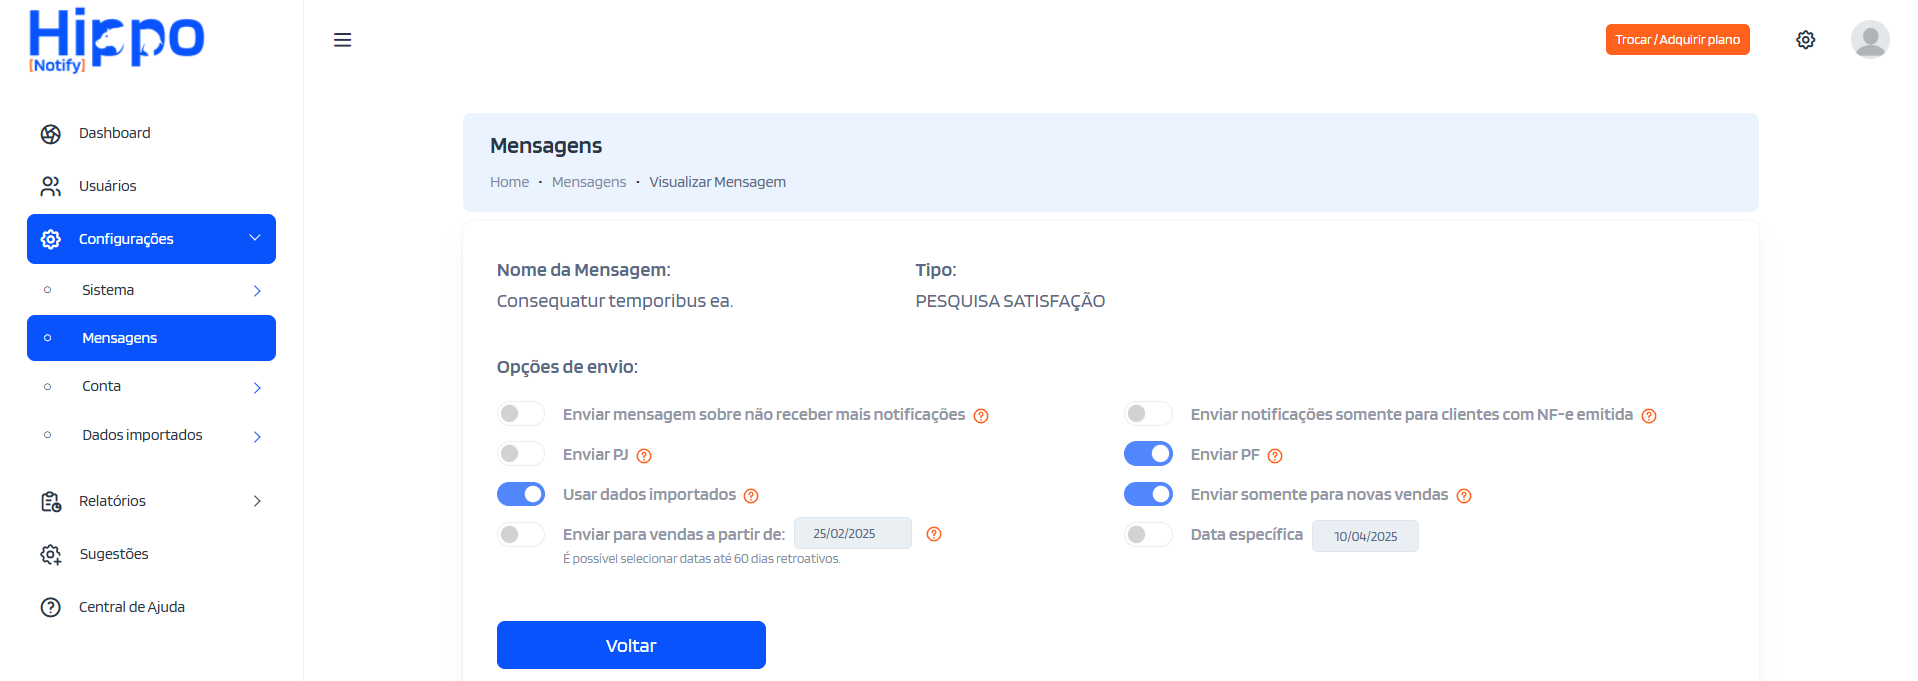 Hippo
[Notify]
Trocar / Adquirir plano
Dashboard
Usuários
Configurações
Sistema
Mensagens
Conta
Dados importados
Relatórios
Sugestões
Central de Ajuda
Mensagens
Home • Mensagens • Visualizar Mensagem
Nome da Mensagem:
Consequatur temporibus ea.
Tipo:
PESQUISA SATISFAÇÃO
Opções de envio:
Enviar mensagem sobre não receber mais notificações
Enviar notificações somente para clientes com NF-e emitida
Enviar PJ
Enviar PF
Usar dados importados
Enviar somente para novas vendas
Enviar para vendas a partir de: 25/02/2025
É possível selecionar datas até 60 dias retroativos.
Data específica 10/04/2025
Voltar